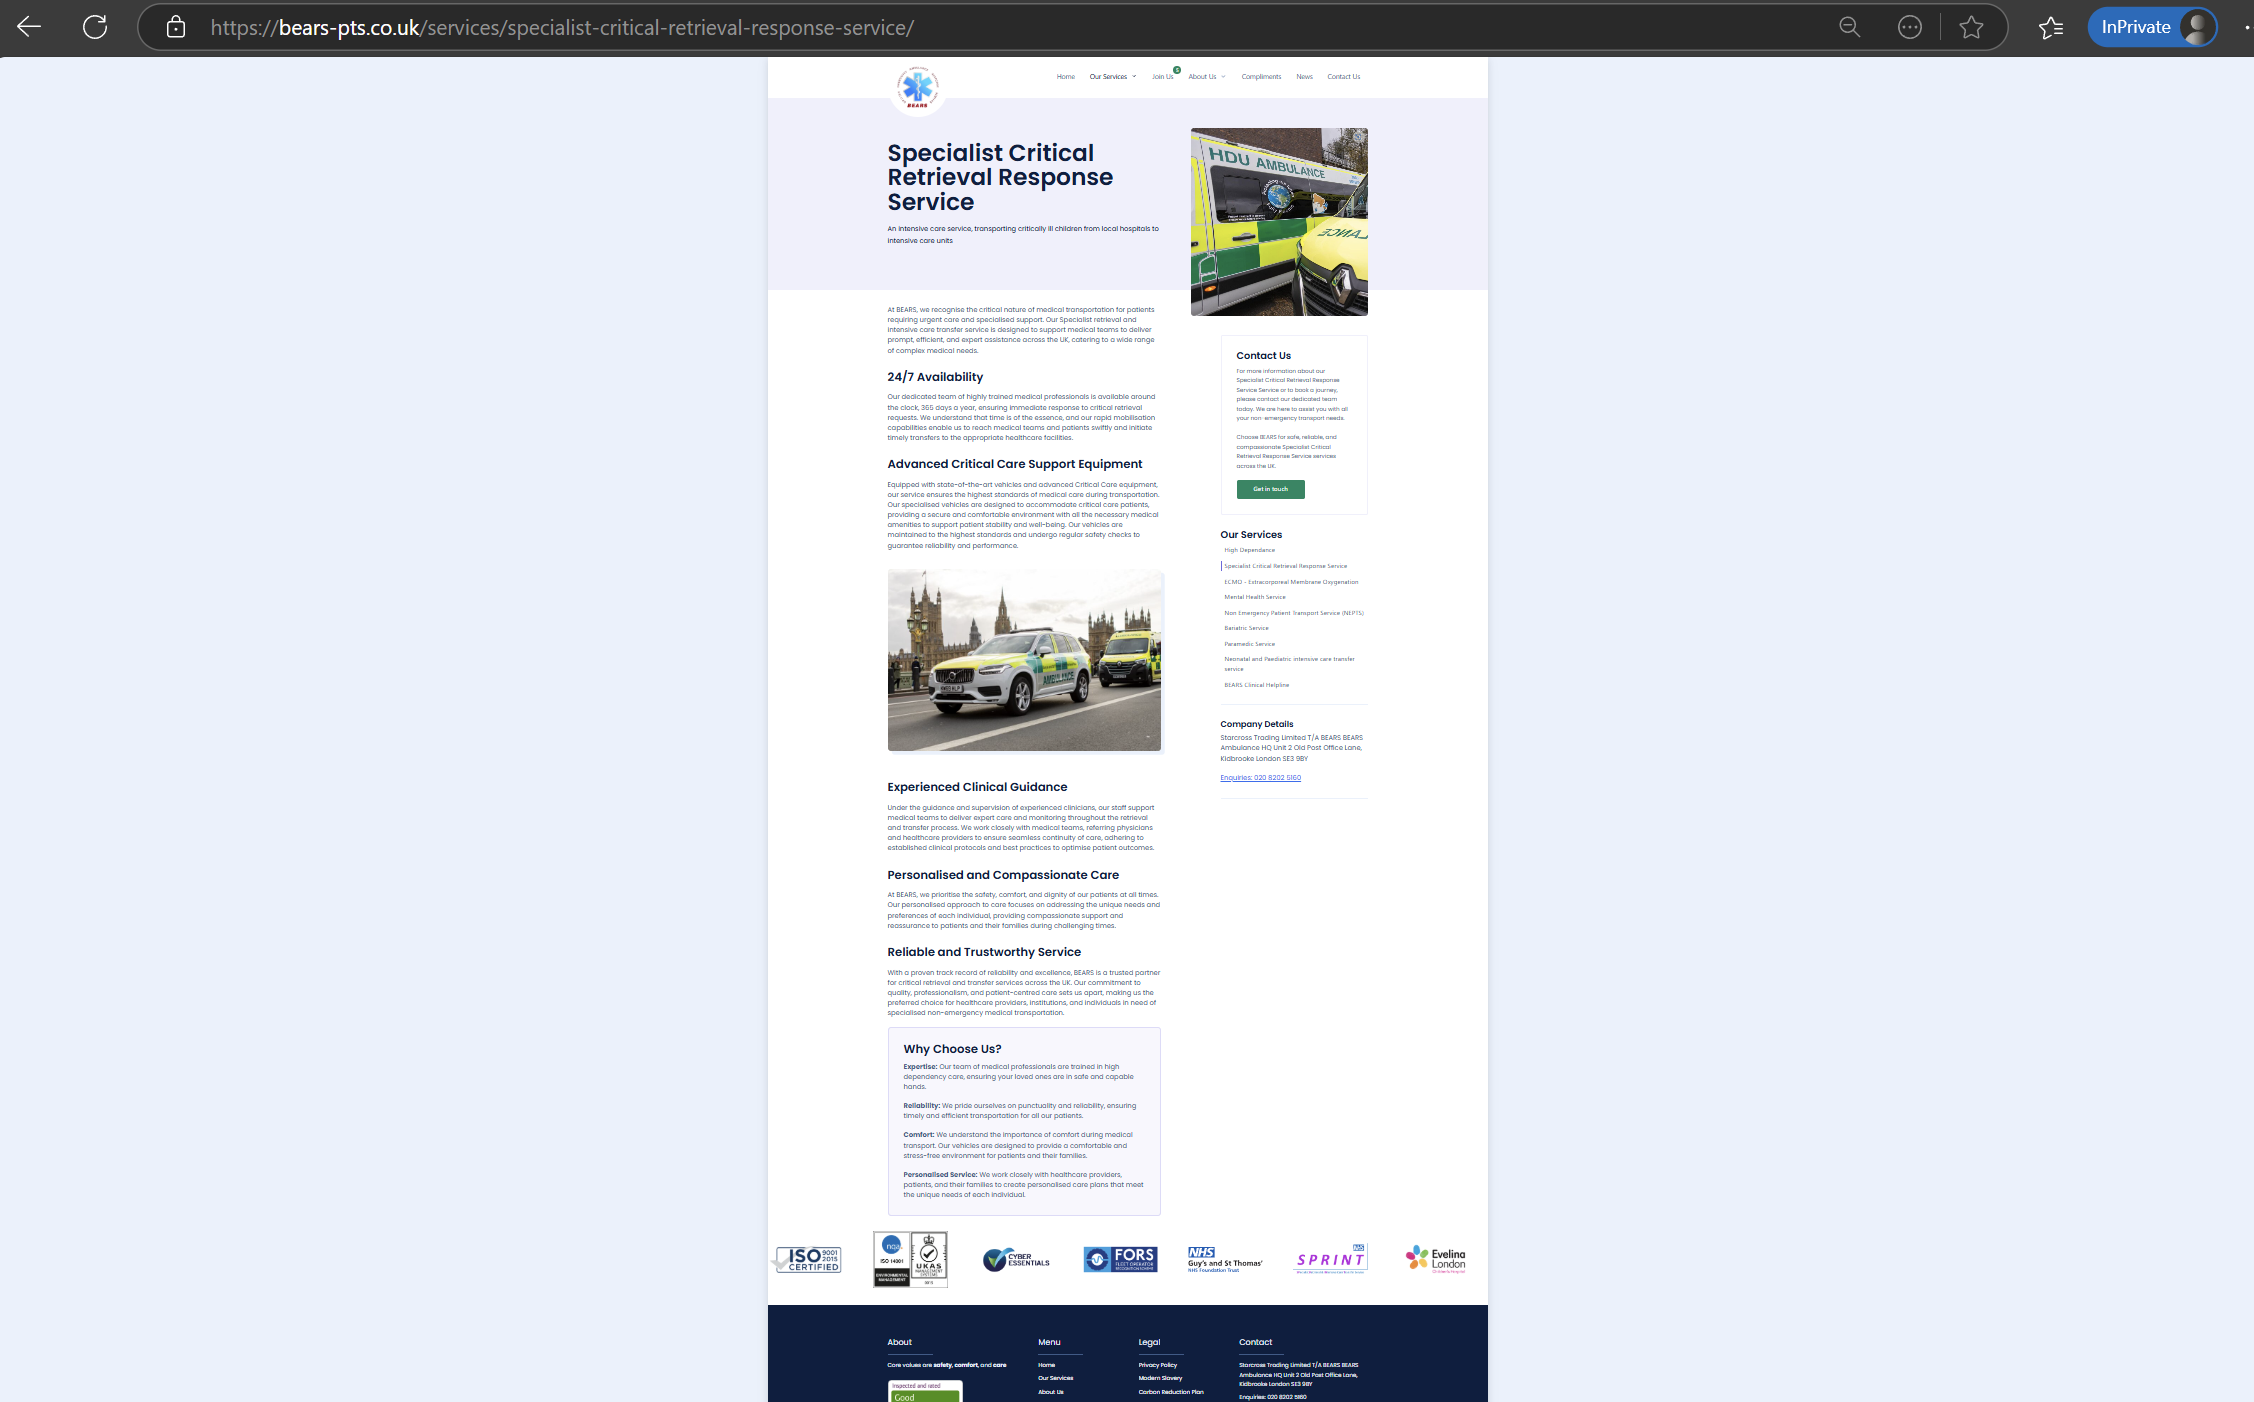 https://bears-pts.co.uk/services/specialist-critical-retrieval-response-service/
InPrivate
BEARS
Home
Our Services
Join Us
5
About Us
Compliments
News
Contact Us
Specialist Critical
Retrieval Response
Service
An intensive care service, transporting critically ill children from local hospitals to
intensive care units
HDU AMBULANCE
At BEARS, we recognise the critical nature of medical transportation for patients
requiring urgent care and specialised support. Our Specialist retrieval and
intensive care transfer service is designed to support medical teams to deliver
prompt, efficient, and expert assistance across the UK, catering to a wide range
of complex medical needs.
24/7 Availability
Our dedicated team of highly trained medical professionals is available around
the clock, 365 days a year, ensuring immediate response to critical retrieval
requests. We understand that time is of the essence, and our rapid mobilisation
capabilities enable us to reach medical teams and patients swiftly and initiate
timely transfers to the appropriate healthcare facilities.
Advanced Critical Care Support Equipment
Equipped with state-of-the-art vehicles and advanced Critical Care equipment,
our service ensures the highest standards of medical care during transportation.
Our specialised vehicles are designed to accommodate critical care patients,
providing a secure and comfortable environment with all the necessary medical
amenities to support patient stability and well-being. Our vehicles are
maintained to the highest standards and undergo regular safety checks to
guarantee reliability and performance.
AMBULANCE
Experienced Clinical Guidance
Under the guidance and supervision of experienced clinicians, our staff support
medical teams to deliver expert care and monitoring throughout the retrieval
and transfer process. We work closely with medical teams, referring physicians
and healthcare providers to ensure seamless continuity of care, adhering to
established clinical protocols and best practices to optimise patient outcomes.
Personalised and Compassionate Care
At BEARS, we prioritise the safety, comfort, and dignity of our patients at all times.
Our personalised approach to care focuses on addressing the unique needs and
preferences of each individual, providing compassionate support and
reassurance to patients and their families during challenging times.
Reliable and Trustworthy Service
With a proven track record of reliability and excellence, BEARS is a trusted partner
for critical retrieval and transfer services across the UK. Our commitment to
quality, professionalism, and patient-centred care sets us apart, making us the
preferred choice for healthcare providers, institutions, and individuals in need of
specialised non-emergency medical transportation.
Why Choose Us?
Expertise: Our team of medical professionals are trained in high
dependency care, ensuring your loved ones are in safe and capable
hands.
Reliability: We pride ourselves on punctuality and reliability, ensuring
timely and efficient transportation for all our patients.
Comfort: We understand the importance of comfort during medical
transport. Our vehicles are designed to provide a comfortable and
stress-free environment for patients and their families.
Personalised Service: We work closely with healthcare providers,
patients, and their families to create personalised care plans that meet
the unique needs of each individual.
Contact Us
For more information about our
Specialist Critical Retrieval Response
Service Service or to book a journey,
please contact our dedicated team
today. We are here to assist you with all
your non-emergency transport needs.
Choose BEARS for safe, reliable, and
compassionate Specialist Critical
Retrieval Response Service services
across the UK.
Get in touch
Our Services
High Dependance
Specialist Critical Retrieval Response Service
ECMO - Extracorporeal Membrane Oxygenation
Mental Health Service
Non Emergency Patient Transport Service (NEPTS)
Bariatric Service
Paramedic Service
Neonatal and Paediatric intensive care transfer
service
BEARS Clinical Helpline
Company Details
Starcross Trading Limited T/A BEARS BEARS
Ambulance HQ Unit 2 Old Post Office Lane,
Kidbrooke London SE3 9BY
Enquiries: 020 8202 5160
ISO 9001 2015
CERTIFIED
nqa
ISO 14001
ENVIRONMENTAL
MANAGEMENT
UKAS
MANAGEMENT
SYSTEMS
CYBER
ESSENTIALS
FORS
FLEET OPERATOR
RECOGNITION SCHEME
NHS
Guy's and St Thomas'
NHS Foundation Trust
NHS
SPRINT
Evelina
London
Children's Hospital
About
Core values are safety, comfort, and care
Inspected and rated
Good
Menu
Home
Our Services
About Us
Legal
Privacy Policy
Modern Slavery
Carbon Reduction Plan
Contact
Starcross Trading Limited T/A BEARS BEARS
Ambulance HQ Unit 2 Old Post Office Lane,
Kidbrooke London SE3 9BY
Enquiries: 020 8202 5160